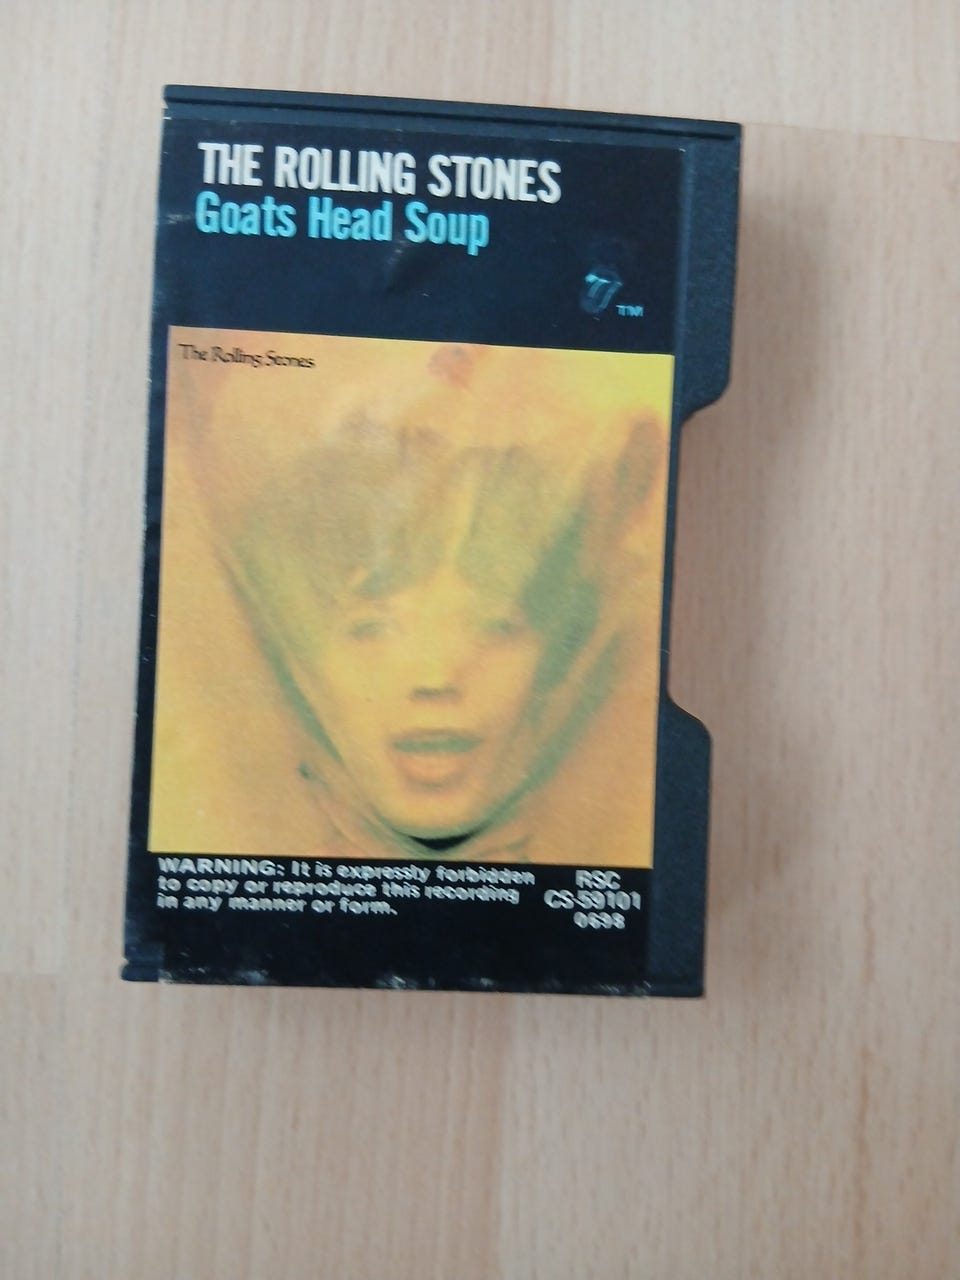 THE ROLLING STONES
Goats Head Soup
TM
The Rolling Stones
WARNING: It is expressly forbidden
to copy or reproduce this recording
in any manner or form.
RSC
CS-59101
0698